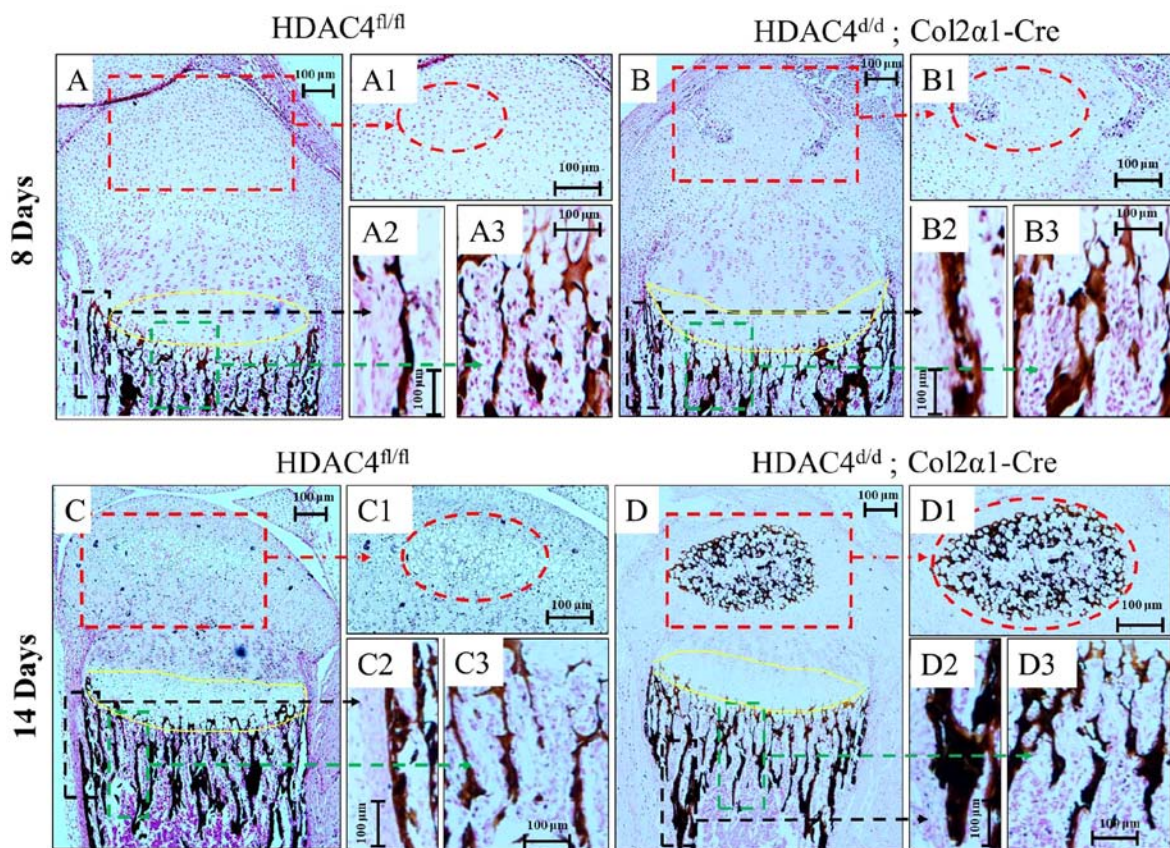 HDAC4fl/fl
HDAC4d/d ; Col2α1-Cre
8 Days
A
100 μm
A1
100 μm
B
100 μm
B1
100 μm
A2
100 μm
A3
100 μm
B2
100 μm
B3
100 μm
HDAC4fl/fl
HDAC4d/d ; Col2α1-Cre
14 Days
C
100 μm
C1
100 μm
D
100 μm
D1
100 μm
C2
100 μm
C3
100 μm
D2
100 μm
D3
100 μm